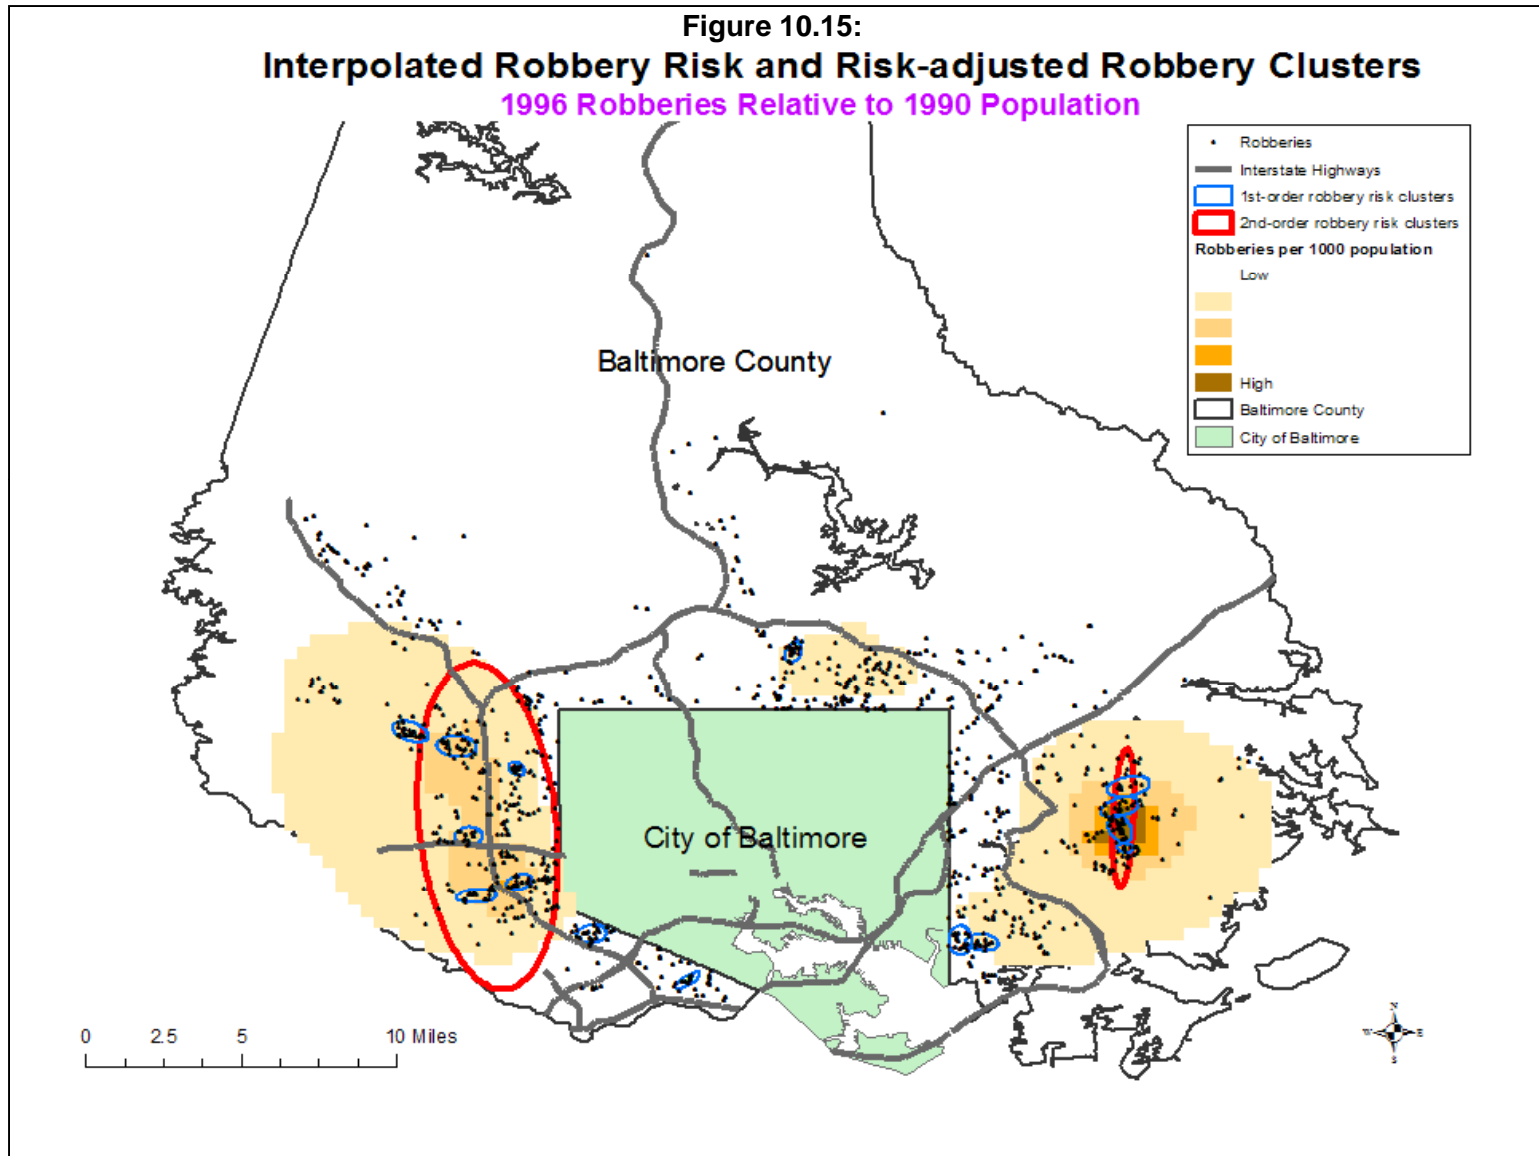 Figure 10.15:
Interpolated Robbery Risk and Risk-adjusted Robbery Clusters
1996 Robberies Relative to 1990 Population
Robberies
Interstate Highways
1st-order robbery risk clusters
2nd-order robbery risk clusters
Robberies per 1000 population
Low
High
Baltimore County
City of Baltimore
Baltimore County
City of Baltimore
0 2.5 5 10 Miles
N
W E
S